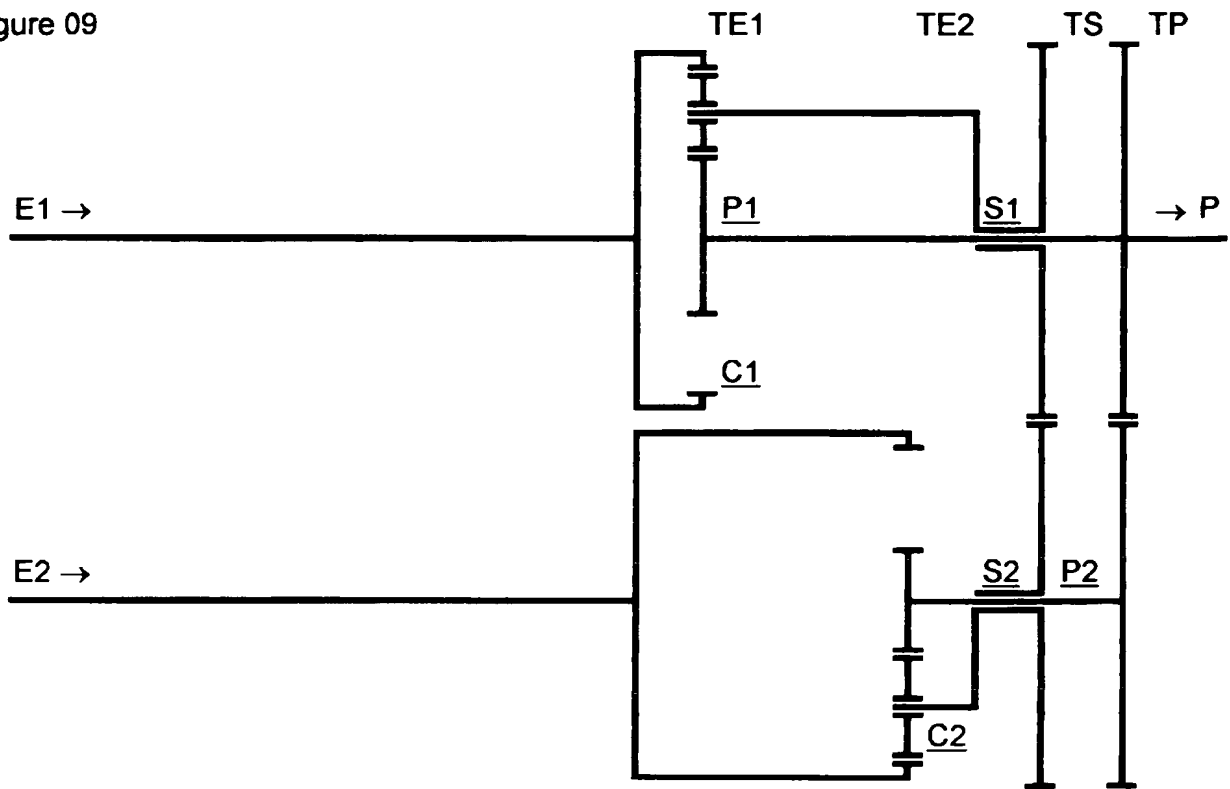 gure 09
TE1 TE2 TS TP
E1 → P1 S1 → P
C1
E2 → S2 P2
C2